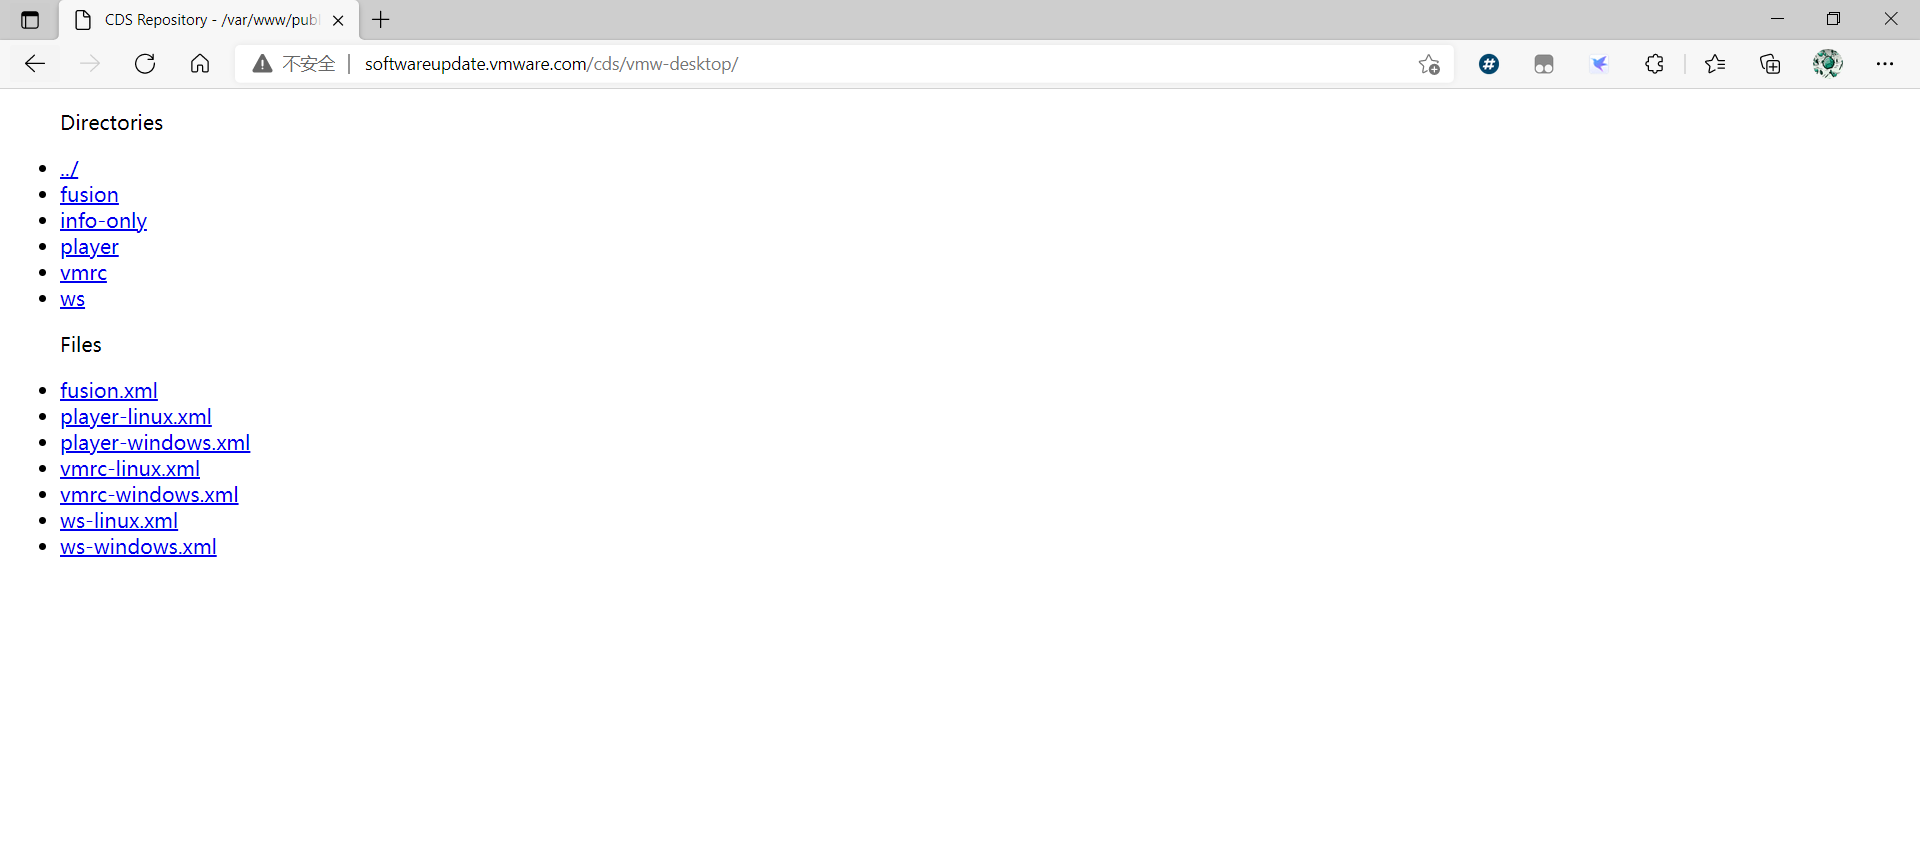 CDS Repository - /var/www/publ
不安全 softwareupdate.vmware.com/cds/vmw-desktop/
Directories
../
fusion
info-only
player
vmrc
ws
Files
fusion.xml
player-linux.xml
player-windows.xml
vmrc-linux.xml
vmrc-windows.xml
ws-linux.xml
ws-windows.xml